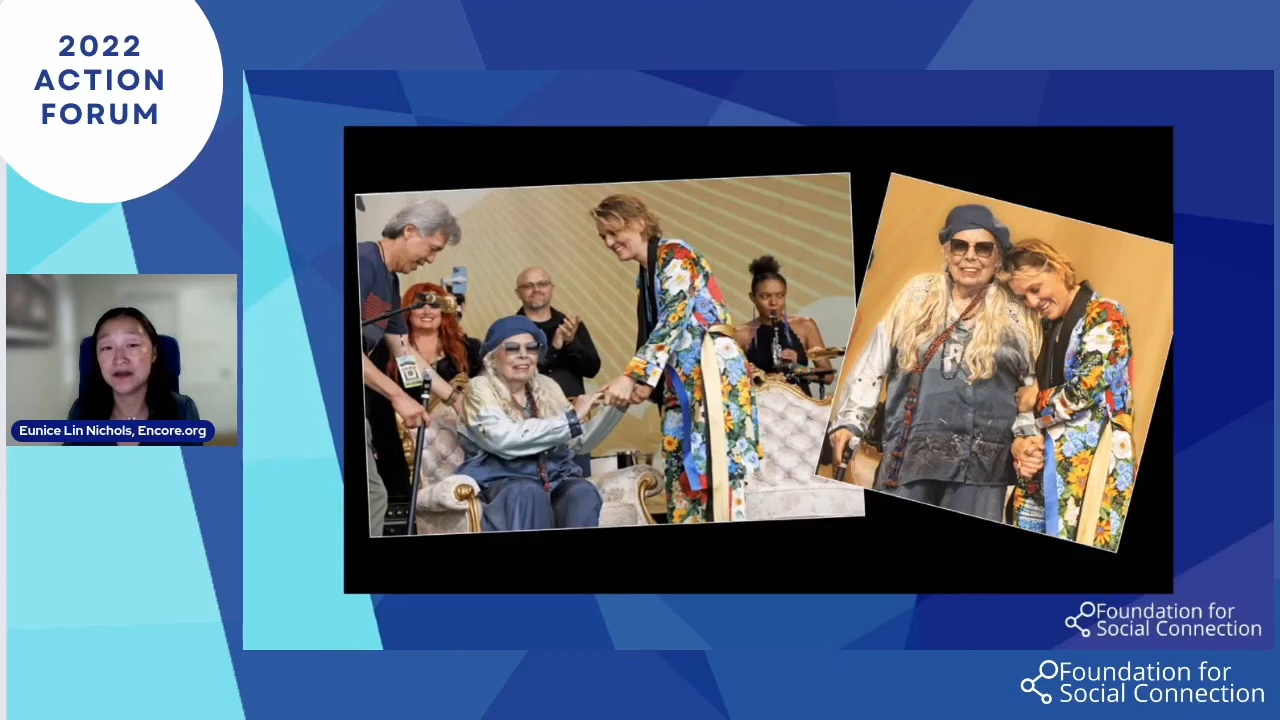 2022
ACTION
FORUM
Eunice Lin Nichols, Encore.org
Foundation for
Social Connection
Foundation for
Social Connection